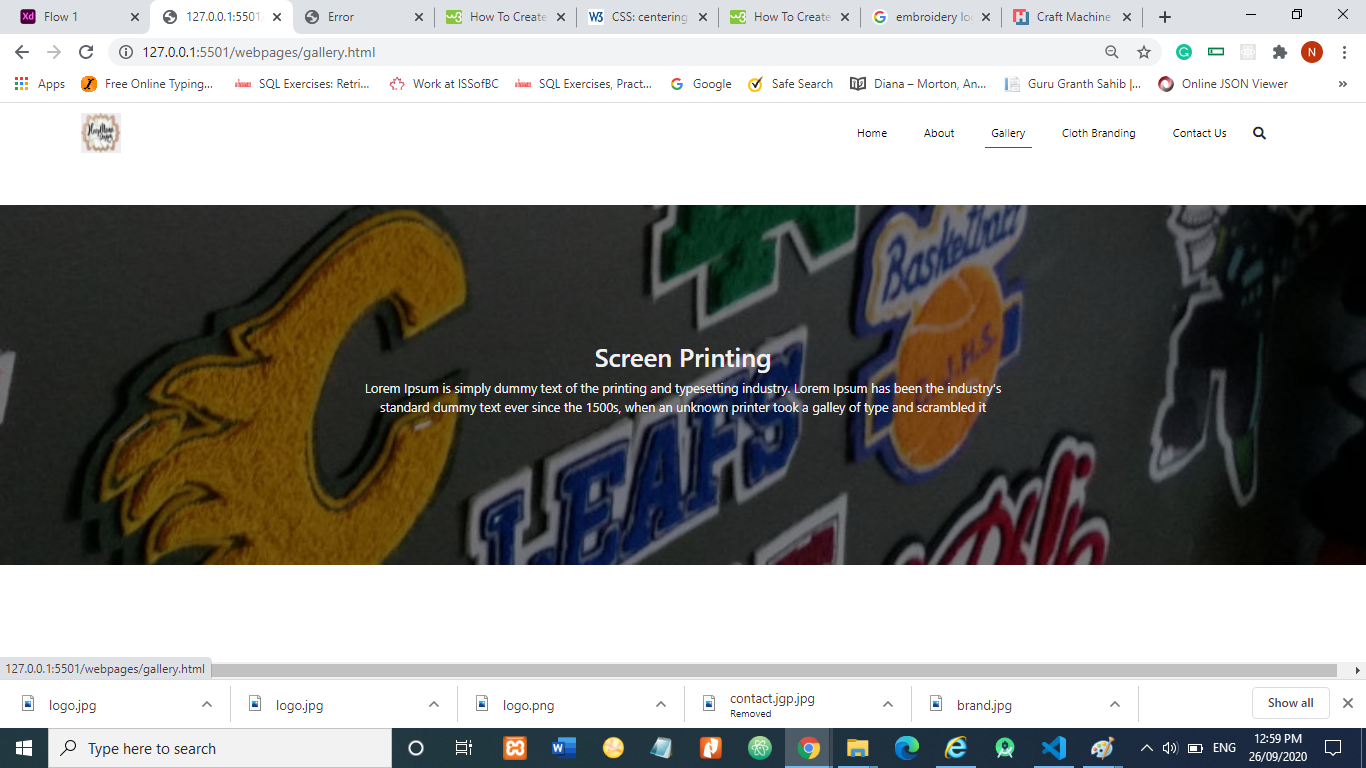 Xd Flow 1
127.0.0.1:5501/
Error
How To Create
CSS: centering
How To Create
embroidery lo
Craft Machine
127.0.0.1:5501/webpages/gallery.html
N
Apps
Free Online Typing...
SQL Exercises: Retri...
Work at ISSofBC
SQL Exercises, Pract...
Google
Safe Search
Diana – Morton, An...
Guru Granth Sahib |...
Online JSON Viewer
»
Home
About
Gallery
Cloth Branding
Contact Us
Basketball
J.H.S.
LEAFS
Screen Printing
Lorem Ipsum is simply dummy text of the printing and typesetting industry. Lorem Ipsum has been the industry's
standard dummy text ever since the 1500s, when an unknown printer took a galley of type and scrambled it
127.0.0.1:5501/webpages/gallery.html
logo.jpg
logo.jpg
logo.png
contact.jgp.jpg
Removed
brand.jpg
Show all
Type here to search
ENG
12:59 PM
26/09/2020